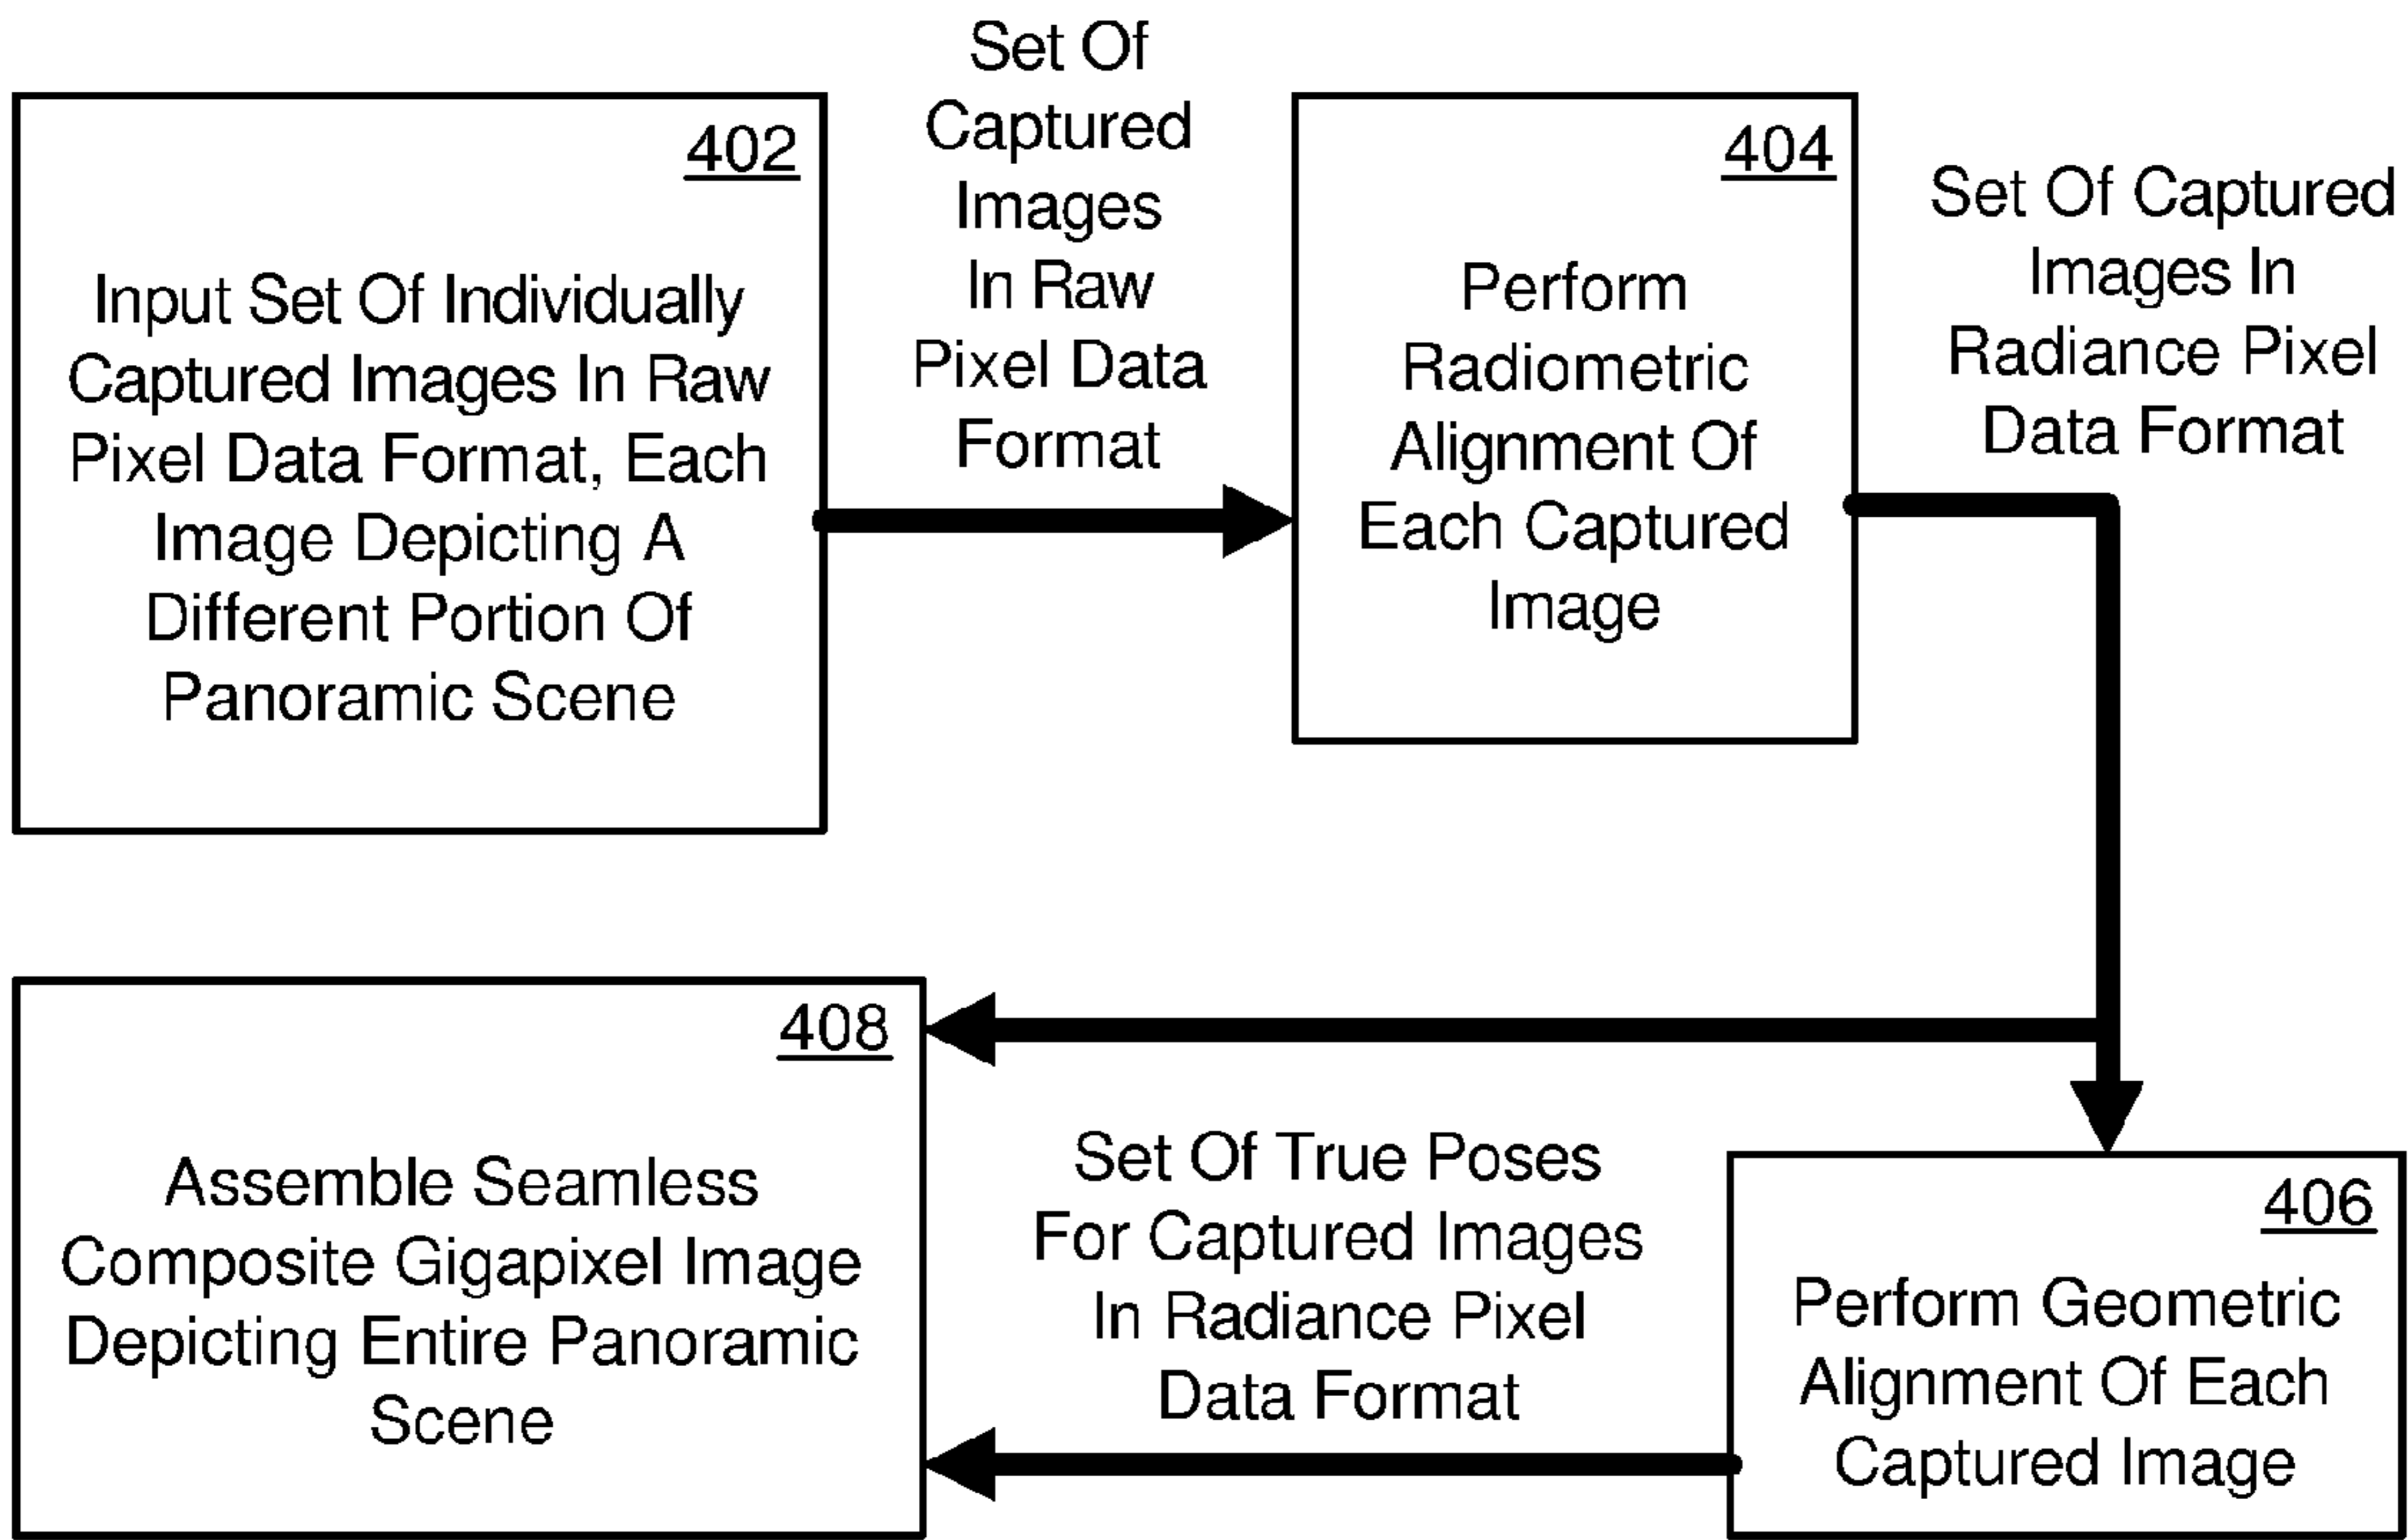 402
Input Set Of Individually
Captured Images In Raw
Pixel Data Format, Each
Image Depicting A
Different Portion Of
Panoramic Scene
Set Of
Captured
Images
In Raw
Pixel Data
Format
404
Perform
Radiometric
Alignment Of
Each Captured
Image
Set Of Captured
Images In
Radiance Pixel
Data Format
406
Perform Geometric
Alignment Of Each
Captured Image
Set Of True Poses
For Captured Images
In Radiance Pixel
Data Format
408
Assemble Seamless
Composite Gigapixel Image
Depicting Entire Panoramic
Scene